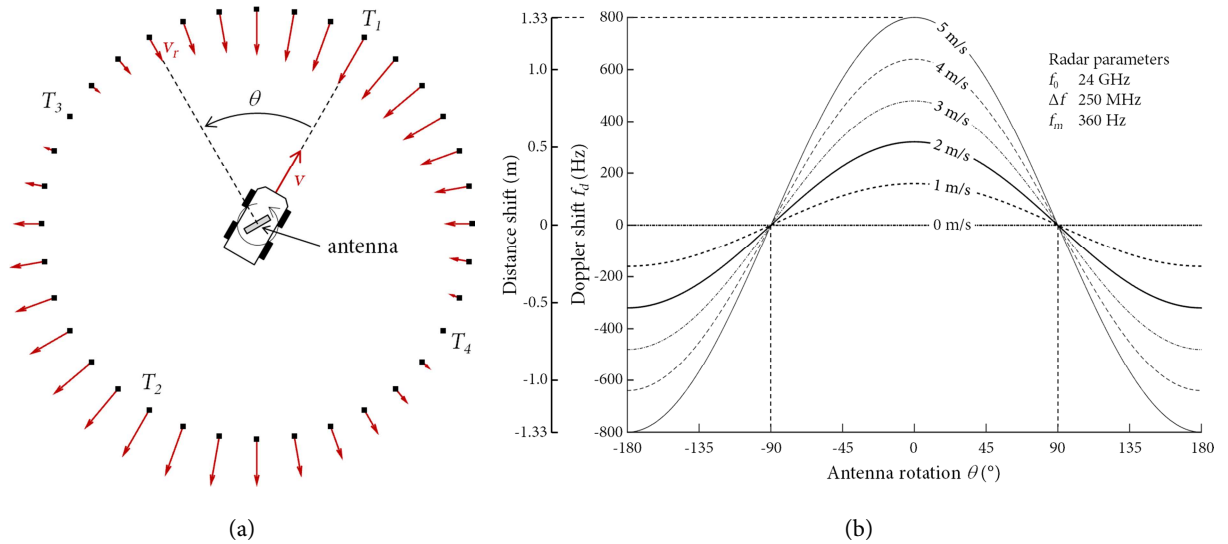 T1
vr
T3
θ
v
antenna
T4
T2
(a)
Distance shift (m)
1.33
1.0
0.5
0
-0.5
-1.0
-1.33
Doppler shift fd (Hz)
800
600
400
200
0
-200
-400
-600
-800
5 m/s
4 m/s
3 m/s
2 m/s
1 m/s
0 m/s
Radar parameters
f0 24 GHz
Δf 250 MHz
fm 360 Hz
-180 -135 -90 -45 0 45 90 135 180
Antenna rotation θ (°)
(b)